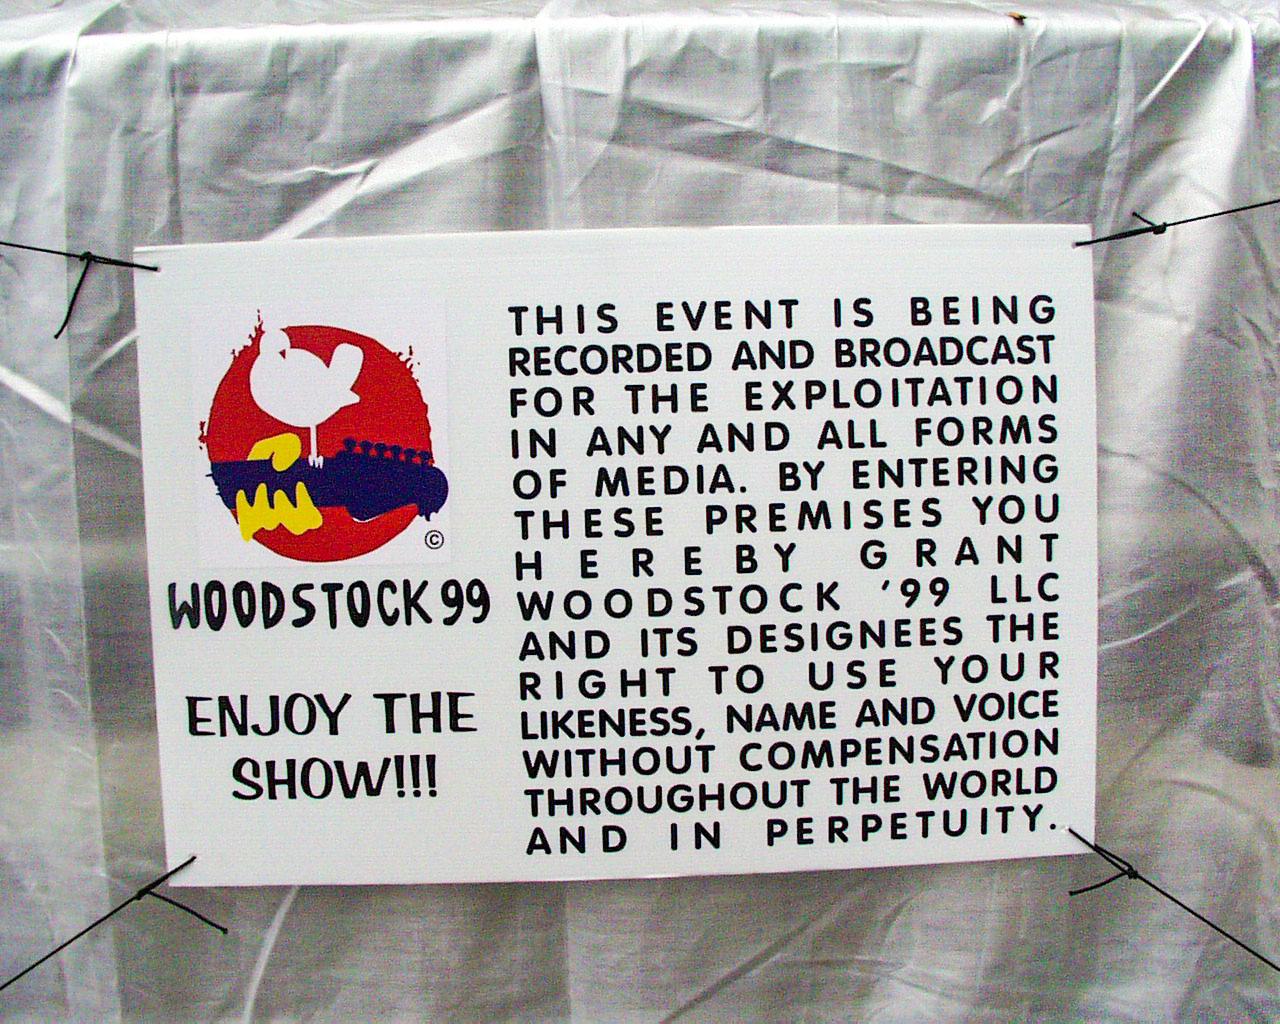 ©
WOODSTOCK 99
ENJOY THE
SHOW!!!
THIS EVENT IS BEING
RECORDED AND BROADCAST
FOR THE EXPLOITATION
IN ANY AND ALL FORMS
OF MEDIA. BY ENTERING
THESE PREMISES YOU
HEREBY GRANT
WOODSTOCK '99 LLC
AND ITS DESIGNEES THE
RIGHT TO USE YOUR
LIKENESS, NAME AND VOICE
WITHOUT COMPENSATION
THROUGHOUT THE WORLD
AND IN PERPETUITY.